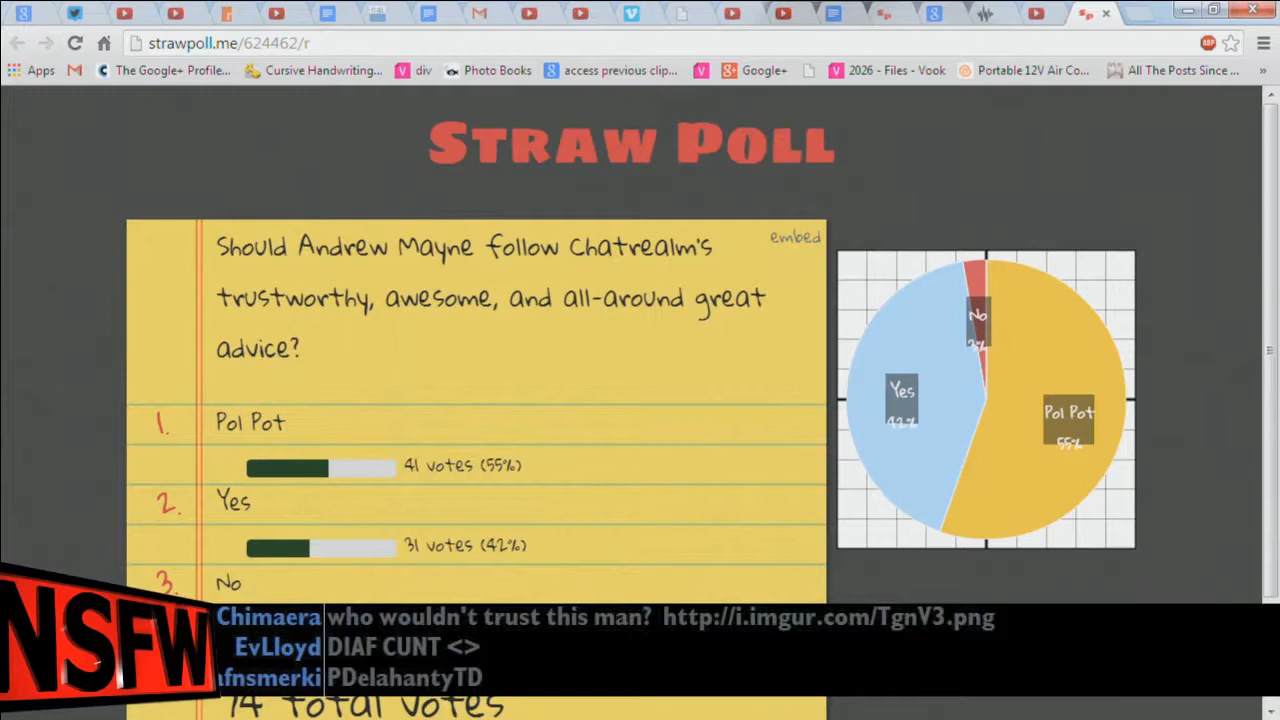 strawpoll.me/624462/r
Apps
The Google+ Profile...
Cursive Handwriting...
div
Photo Books
access previous clip...
Google+
2026 - Files - Vook
Portable 12V Air Co...
All The Posts Since ...
»
STRAW POLL
embed
Should Andrew Mayne follow Chatrealm's
trustworthy, awesome, and all-around great
advice?
1. Pol Pot
41 votes (55%)
2. Yes
31 votes (42%)
3. No
No
3%
Yes
42%
Pol Pot
55%
NSFW
Chimaera who wouldn't trust this man? http://i.imgur.com/TgnV3.png
EvLloyd DIAF CUNT <>
afnsmerki PDelahantyTD
74 total votes